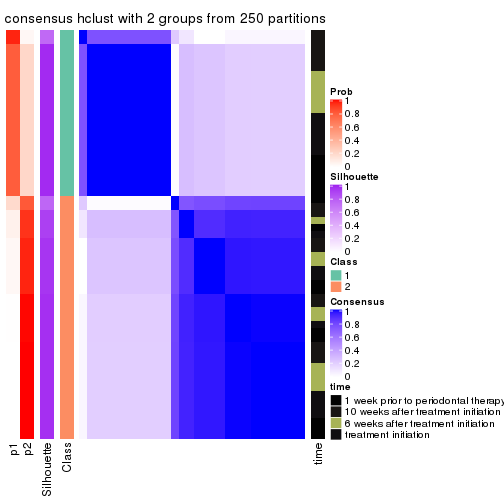 consensus hclust with 2 groups from 250 partitions
Prob
1
0.8
0.6
0.4
0.2
0
Silhouette
1
0.8
0.6
0.4
0.2
0
Class
1
2
Consensus
1
0.8
0.6
0.4
0.2
0
time
1 week prior to periodontal therapy
10 weeks after treatment initiation
6 weeks after treatment initiation
treatment initiation
p1
p2
Silhouette
Class
time